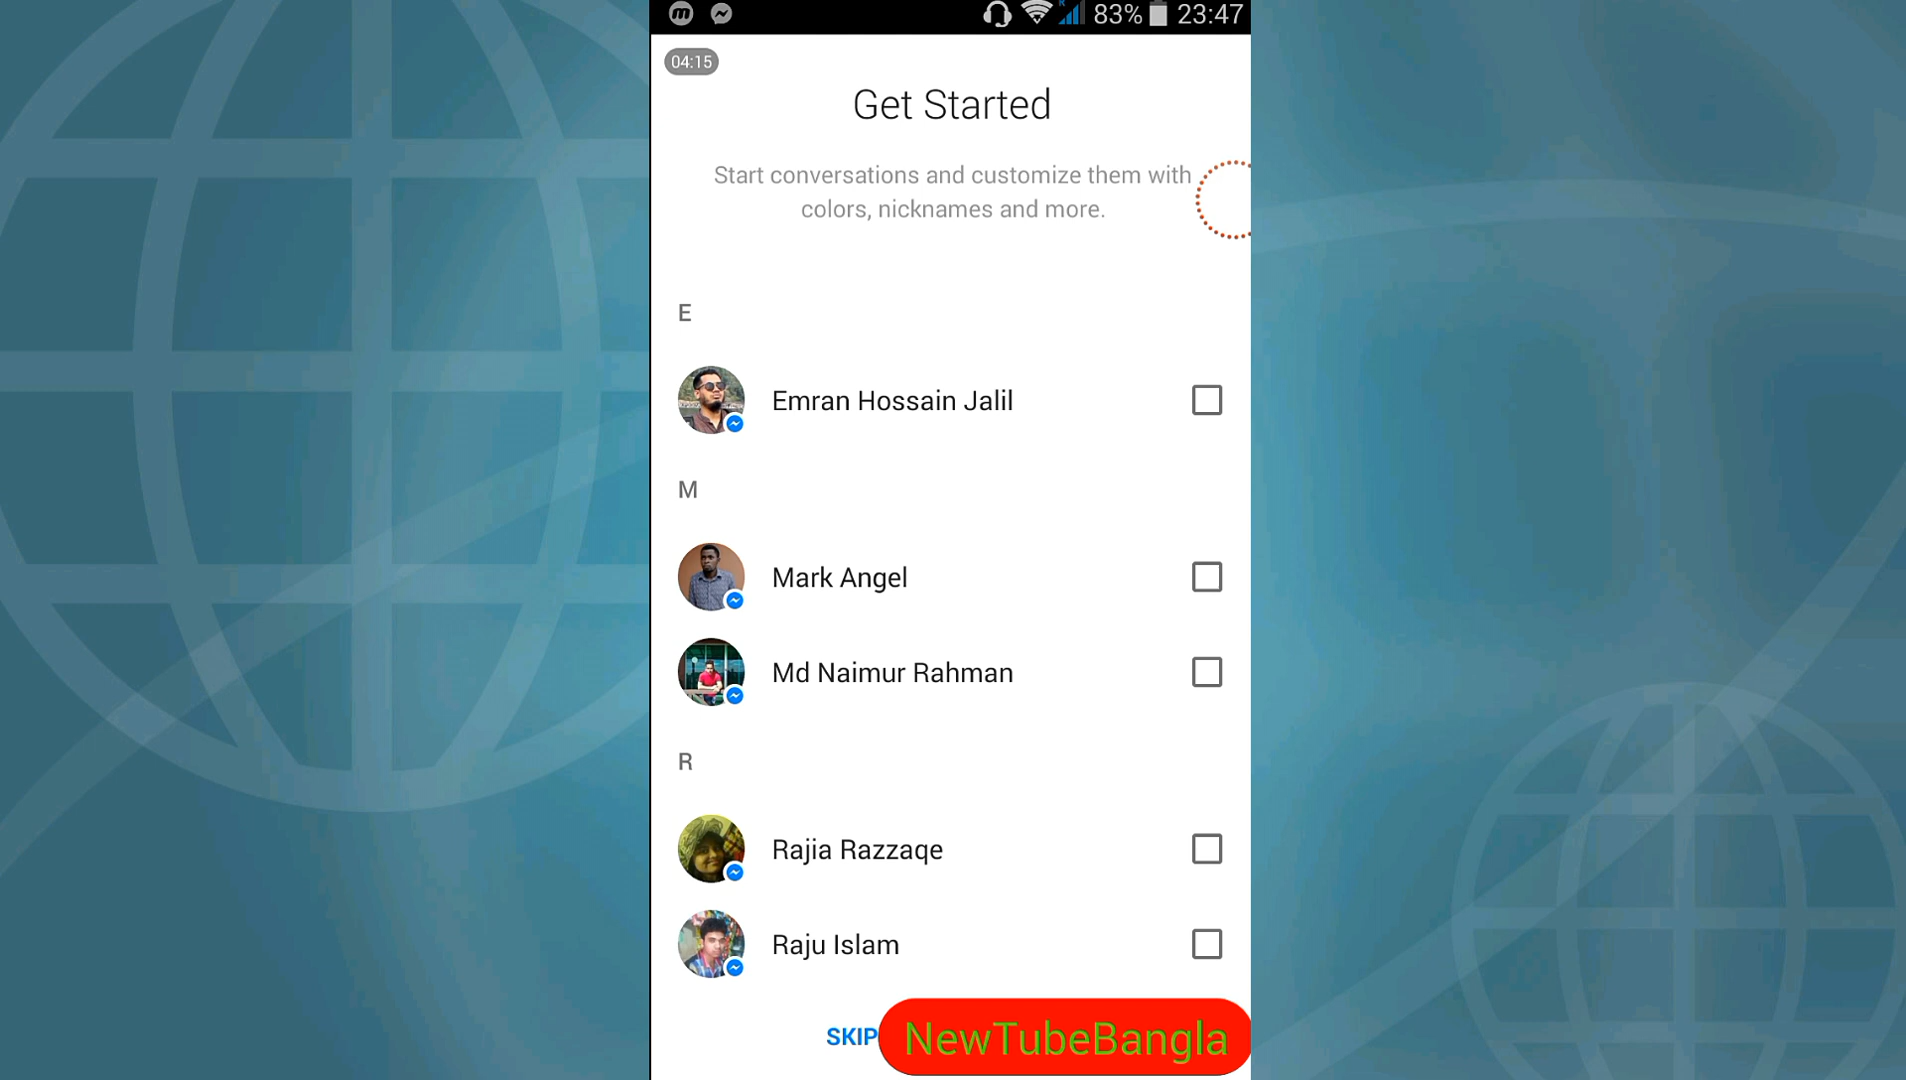 83% 23:47
04:15
Get Started
Start conversations and customize them with
colors, nicknames and more.
E
Emran Hossain Jalil
M
Mark Angel
Md Naimur Rahman
R
Rajia Razzaqe
Raju Islam
SKIP
NewTubeBangla